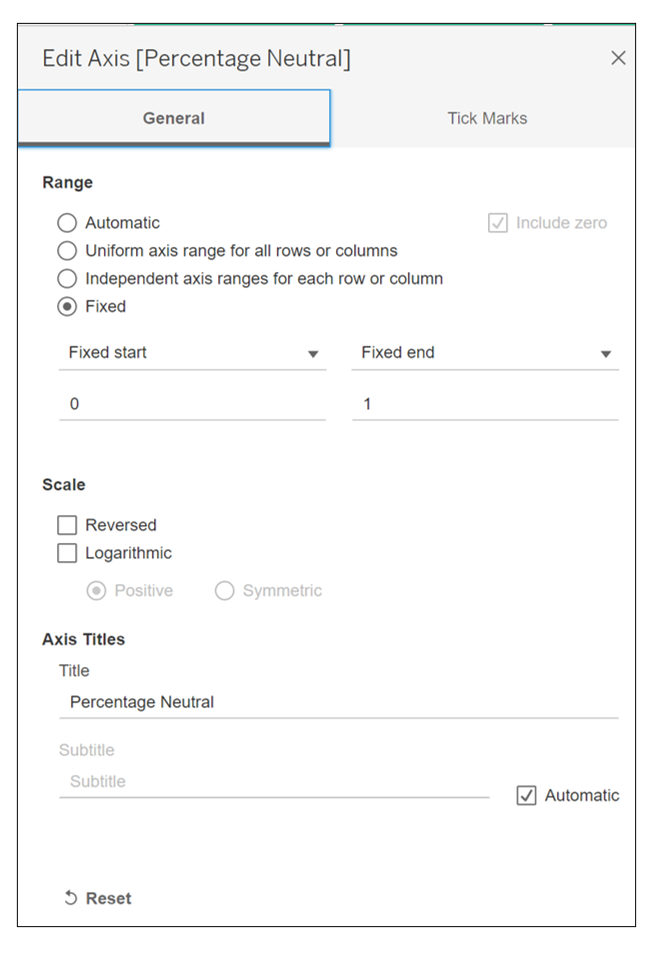 Edit Axis [Percentage Neutral]
General Tick Marks
Range
Automatic Include zero
Uniform axis range for all rows or columns
Independent axis ranges for each row or column
Fixed
Fixed start Fixed end
0 1
Scale
Reversed
Logarithmic
Positive Symmetric
Axis Titles
Title
Percentage Neutral
Subtitle
Subtitle
Automatic
Reset